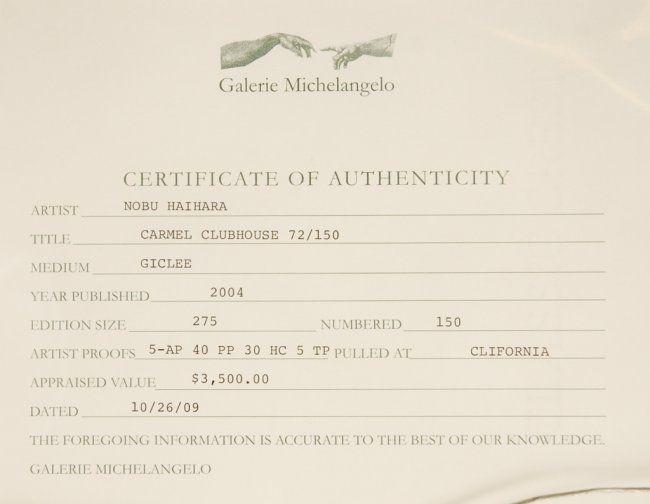 Galerie Michelangelo
CERTIFICATE OF AUTHENTICITY
ARTIST NOBU HAIHARA
TITLE CARMEL CLUBHOUSE 72/150
MEDIUM GICLEE
YEAR PUBLISHED 2004
EDITION SIZE 275 NUMBERED 150
ARTIST PROOFS 5-AP 40 PP 30 HC 5 TP PULLED AT CLIFORNIA
APPRAISED VALUE $3,500.00
DATED 10/26/09
THE FOREGOING INFORMATION IS ACCURATE TO THE BEST OF OUR KNOWLEDGE.
GALERIE MICHELANGELO